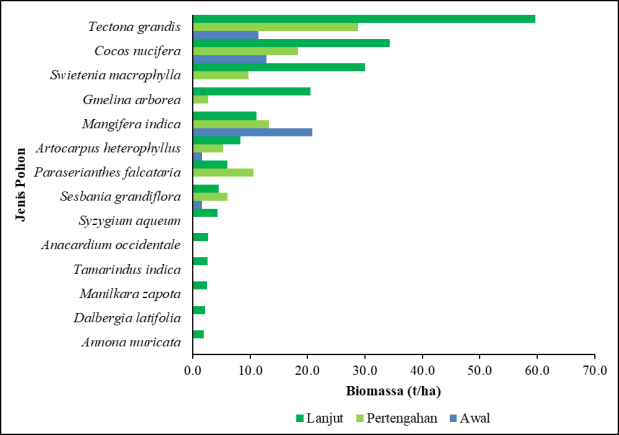 Tectona grandis
Cocos nucifera
Swietenia macrophylla
Gmelina arborea
Mangifera indica
Artocarpus heterophyllus
Paraserianthes falcataria
Sesbania grandiflora
Syzygium aqueum
Anacardium occidentale
Tamarindus indica
Manilkara zapota
Dalbergia latifolia
Annona muricata
Jenis Pohon
0.0 10.0 20.0 30.0 40.0 50.0 60.0 70.0
Biomassa (t/ha)
Lanjut Pertengahan Awal